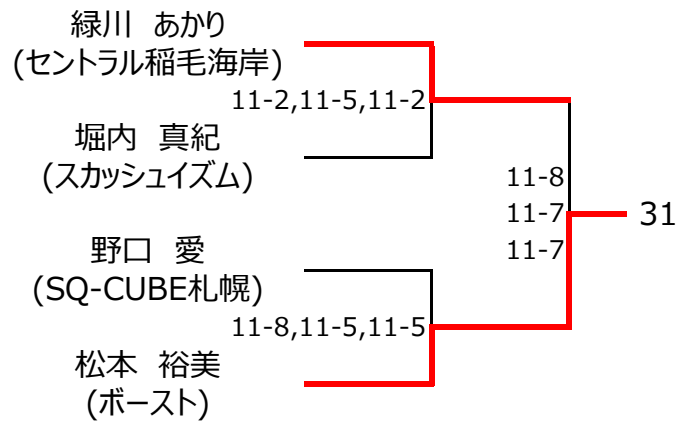 緑川 あかり
(セントラル稲毛海岸)
11-2,11-5,11-2
堀内 真紀
(スカッシュイズム)
11-8
11-7
11-7
31
野口 愛
(SQ-CUBE札幌)
11-8,11-5,11-5
松本 裕美
(ボースト)